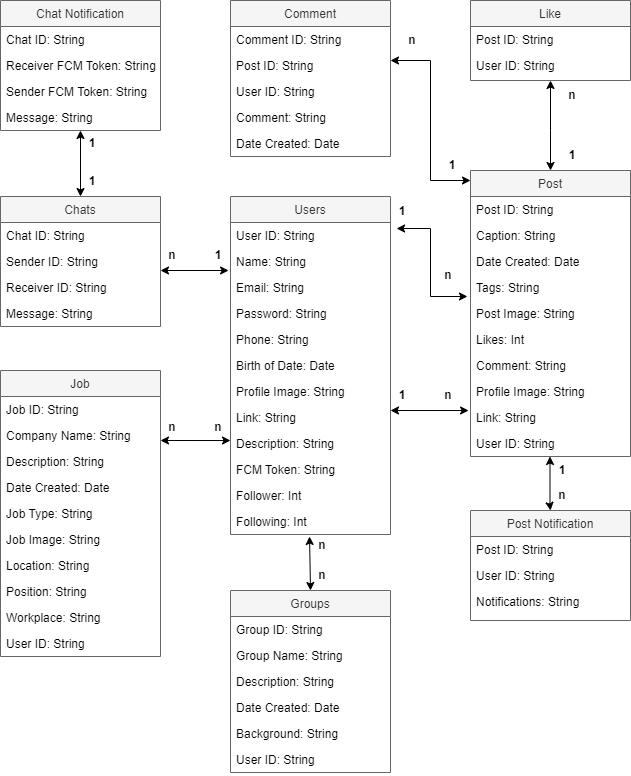 Chat Notification
Chat ID: String
Receiver FCM Token: String
Sender FCM Token: String
Message: String
1
1
Chats
Chat ID: String
Sender ID: String
Receiver ID: String
Message: String
n
1
Job
Job ID: String
Company Name: String
Description: String
Date Created: Date
Job Type: String
Job Image: String
Location: String
Position: String
Workplace: String
User ID: String
n
n
Comment
Comment ID: String
Post ID: String
User ID: String
Comment: String
Date Created: Date
n
1
Users
User ID: String
Name: String
Email: String
Password: String
Phone: String
Birth of Date: Date
Profile Image: String
Link: String
Description: String
FCM Token: String
Follower: Int
Following: Int
1
n
1
n
n
n
Groups
Group ID: String
Group Name: String
Description: String
Date Created: Date
Background: String
User ID: String
Like
Post ID: String
User ID: String
n
1
Post
Post ID: String
Caption: String
Date Created: Date
Tags: String
Post Image: String
Likes: Int
Comment: String
Profile Image: String
Link: String
User ID: String
1
n
Post Notification
Post ID: String
User ID: String
Notifications: String